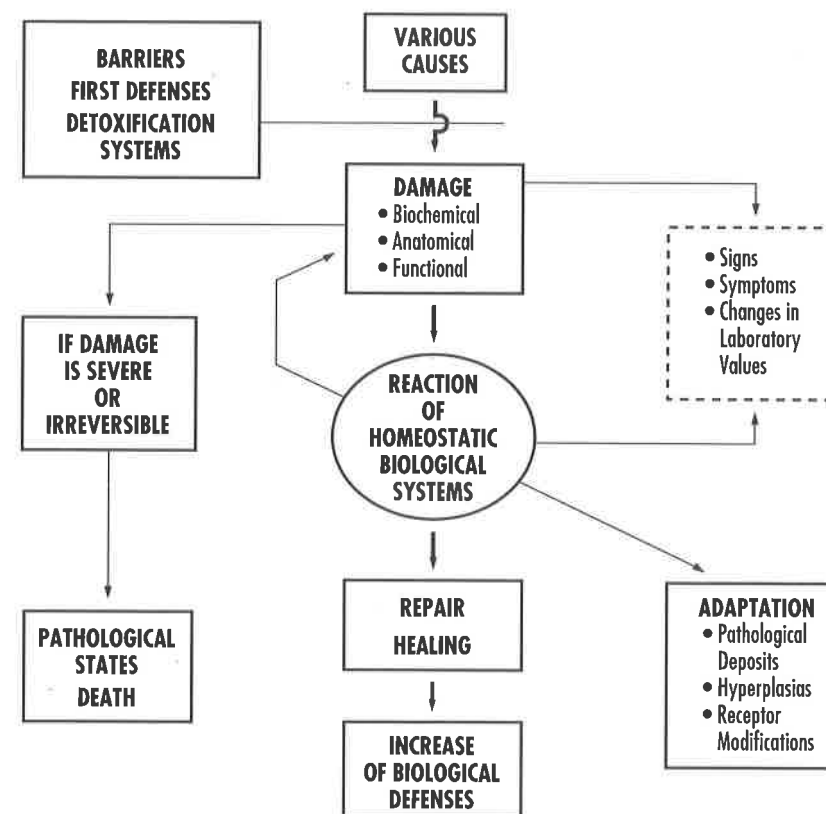 BARRIERS
FIRST DEFENSES
DETOXIFICATION
SYSTEMS
VARIOUS
CAUSES
DAMAGE
• Biochemical
• Anatomical
• Functional
• Signs
• Symptoms
• Changes in
Laboratory
Values
IF DAMAGE
IS SEVERE
OR
IRREVERSIBLE
REACTION
OF
HOMEOSTATIC
BIOLOGICAL
SYSTEMS
PATHOLOGICAL
STATES
DEATH
REPAIR
HEALING
ADAPTATION
• Pathological
Deposits
• Hyperplasias
• Receptor
Modifications
INCREASE
OF BIOLOGICAL
DEFENSES